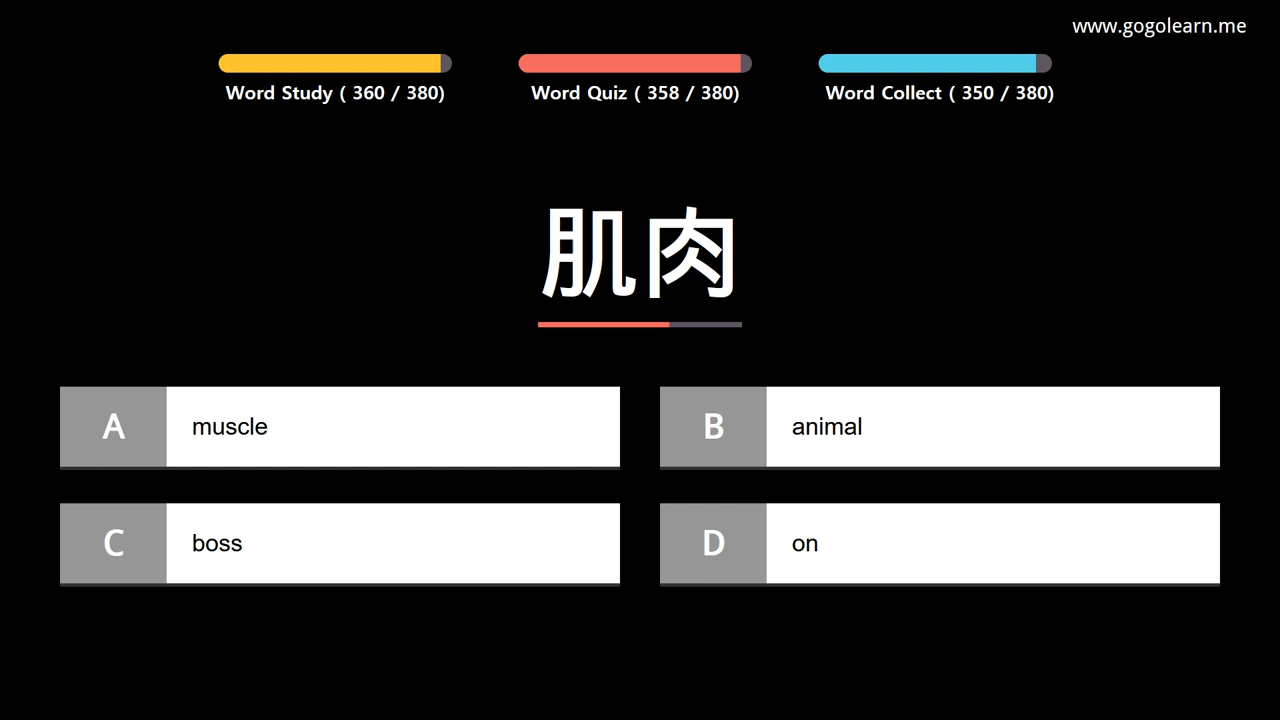 www.gogolearn.me
Word Study ( 360 / 380)
Word Quiz ( 358 / 380)
Word Collect ( 350 / 380)
肌肉
A
muscle
B
animal
C
boss
D
on